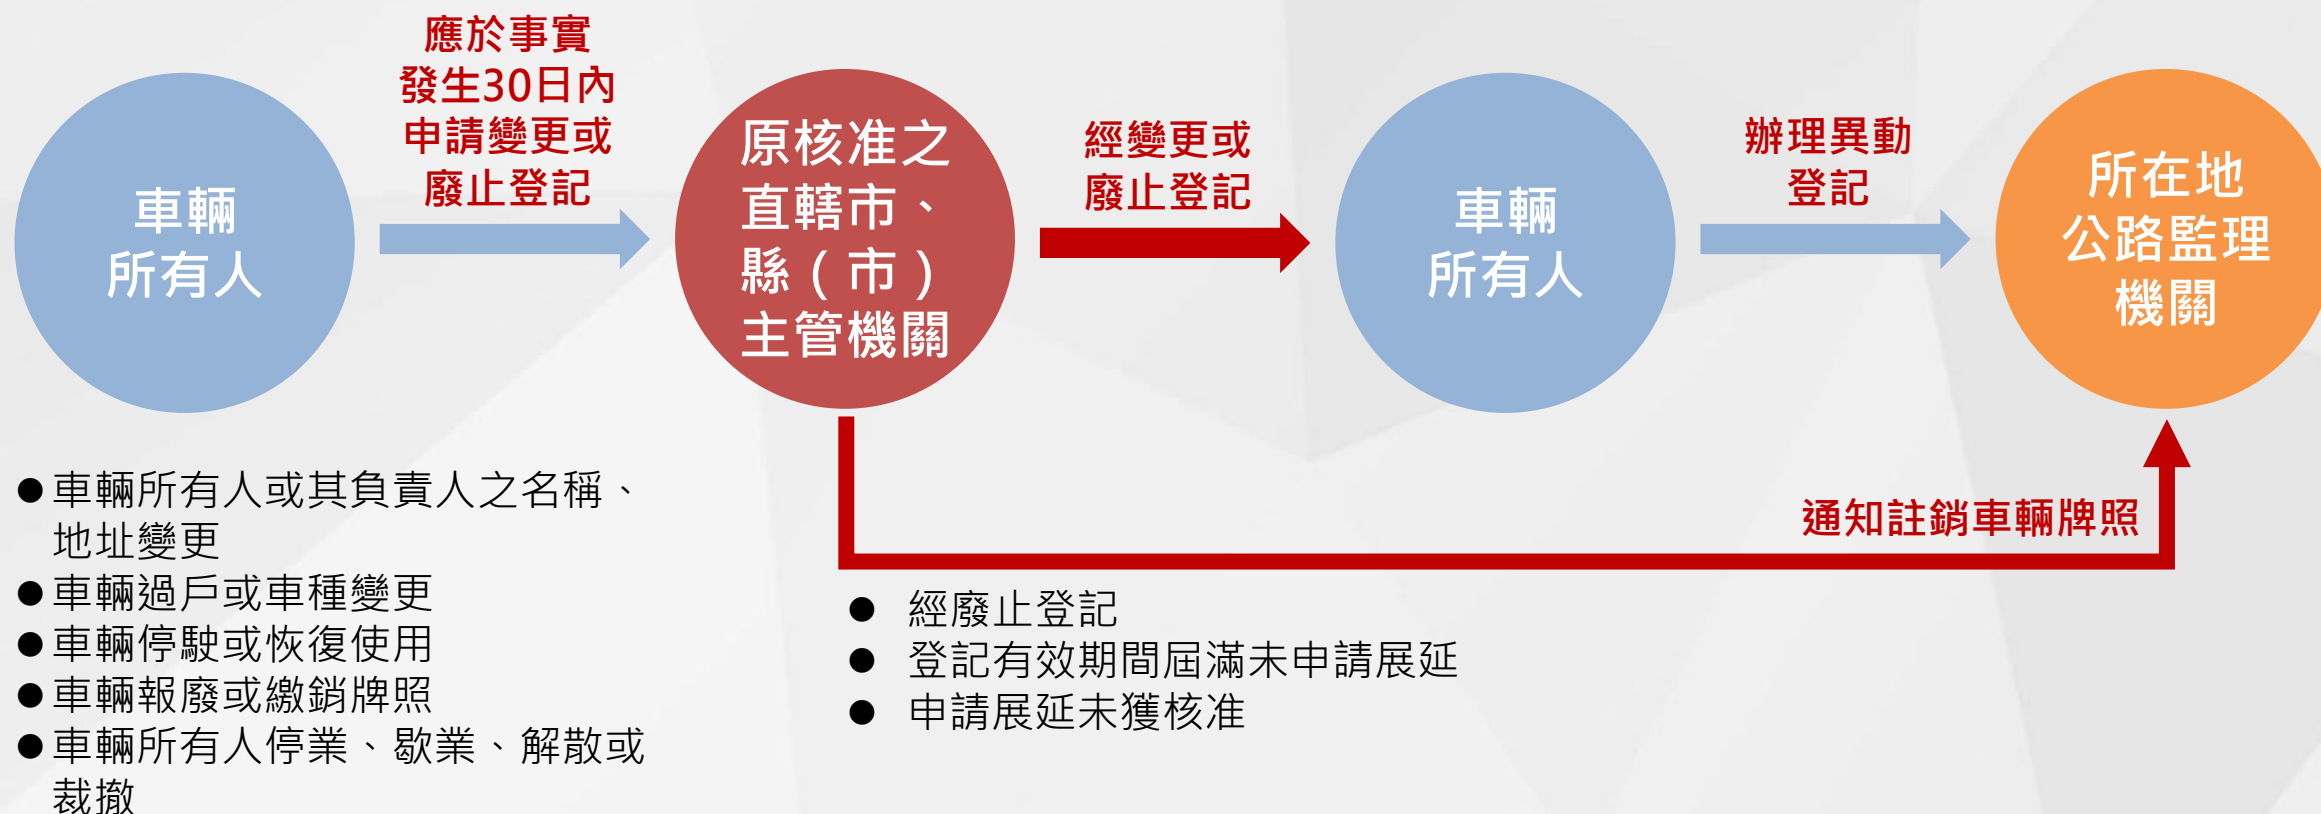 應於事實
發生30日內
申請變更或
廢止登記
車輛
所有人
原核准之
直轄市、
縣（市）
主管機關
經變更或
廢止登記
車輛
所有人
辦理異動
登記
所在地
公路監理
機關
●車輛所有人或其負責人之名稱、
地址變更
●車輛過戶或車種變更
●車輛停駛或恢復使用
●車輛報廢或繳銷牌照
●車輛所有人停業、歇業、解散或
裁撤
通知註銷車輛牌照
● 經廢止登記
● 登記有效期間屆滿未申請展延
● 申請展延未獲核准